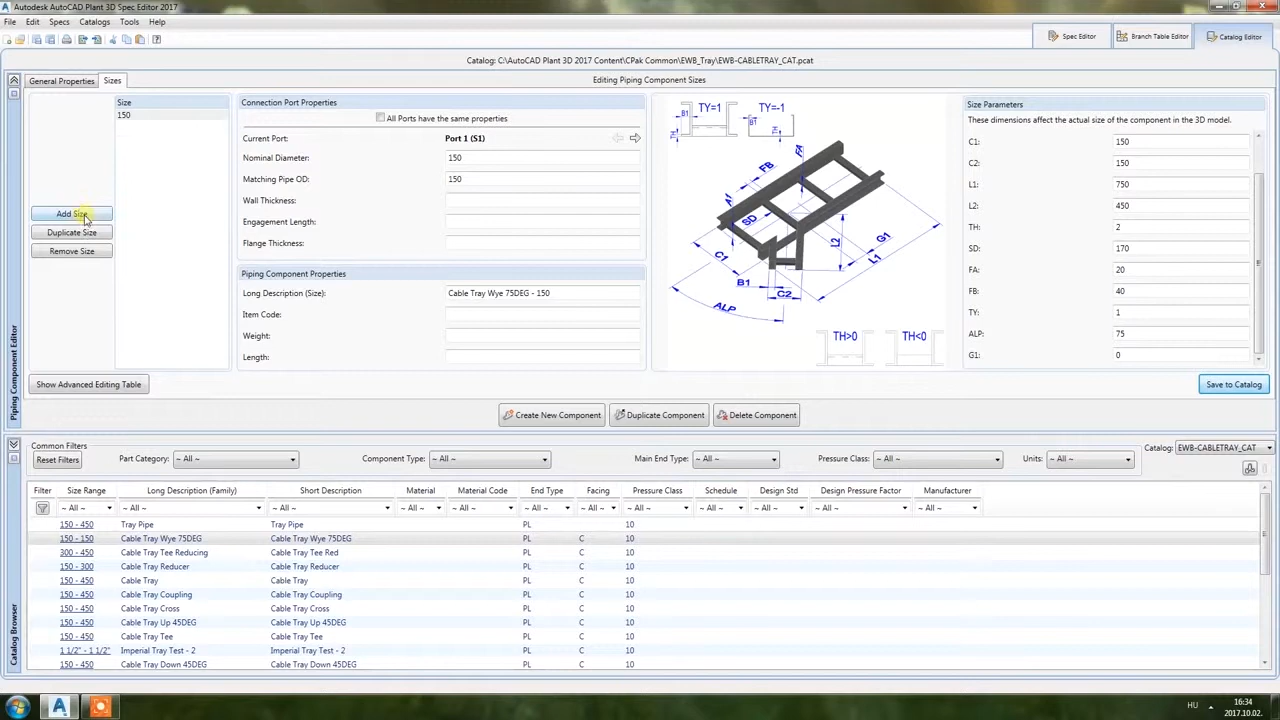 Autodesk AutoCAD Plant 3D Spec Editor 2017
File Edit Specs Catalogs Tools Help
Spec Editor Branch Table Editor Catalog Editor
Catalog: C:\AutoCAD Plant 3D 2017 Content\CPak Common\EWB_Tray\EWB-CABLETRAY_CAT.pcat
General Properties Sizes Editing Piping Component Sizes
Size
150
Add Size
Duplicate Size
Remove Size
Connection Port Properties
All Ports have the same properties
Current Port: Port 1 (S1)
Nominal Diameter: 150
Matching Pipe OD: 150
Wall Thickness:
Engagement Length:
Flange Thickness:
Piping Component Properties
Long Description (Size): Cable Tray Wye 75DEG - 150
Item Code:
Weight:
Length:
TY=1 TY=-1
B1 TH B1 TH
FA
FB
A1
SD
L2
G1
L1
C1
B1
C2
ALP
TH>0 TH<0
Size Parameters
These dimensions affect the actual size of the component in the 3D model.
C1: 150
C2: 150
L1: 750
L2: 450
TH: 2
SD: 170
FA: 20
FB: 40
TY: 1
ALP: 75
G1: 0
Piping Component Editor
Show Advanced Editing Table Save to Catalog
Create New Component Duplicate Component Delete Component
Common Filters
Reset Filters Part Category: ~ All ~ Component Type: ~ All ~ Main End Type: ~ All ~ Pressure Class: ~ All ~ Units: ~ All ~ Catalog: EWB-CABLETRAY_CAT
Filter Size Range Long Description (Family) Short Description Material Material Code End Type Facing Pressure Class Schedule Design Std Design Pressure Factor Manufacturer
~ All ~ ~ All ~ ~ All ~ ~ All ~ ~ All ~ ~ All ~ ~ All ~ ~ All ~ ~ All ~ ~ All ~ ~ All ~ ~ All ~
150 - 450 Tray Pipe Tray Pipe PL 10
150 - 150 Cable Tray Wye 75DEG Cable Tray Wye 75DEG PL C 10
300 - 450 Cable Tray Tee Reducing Cable Tray Tee Red PL C 10
150 - 300 Cable Tray Reducer Cable Tray Reducer PL C 10
150 - 450 Cable Tray Cable Tray PL C 10
150 - 450 Cable Tray Coupling Cable Tray Coupling PL C 10
150 - 450 Cable Tray Cross Cable Tray Cross PL C 10
150 - 450 Cable Tray Up 45DEG Cable Tray Up 45DEG PL C 10
150 - 450 Cable Tray Tee Cable Tray Tee PL C 10
1 1/2" - 1 1/2" Imperial Tray Test - 2 Imperial Tray Test - 2 PL C 10
150 - 450 Cable Tray Down 45DEG Cable Tray Down 45DEG PL C 10
Catalog Browser
HU 16:34
2017.10.02.